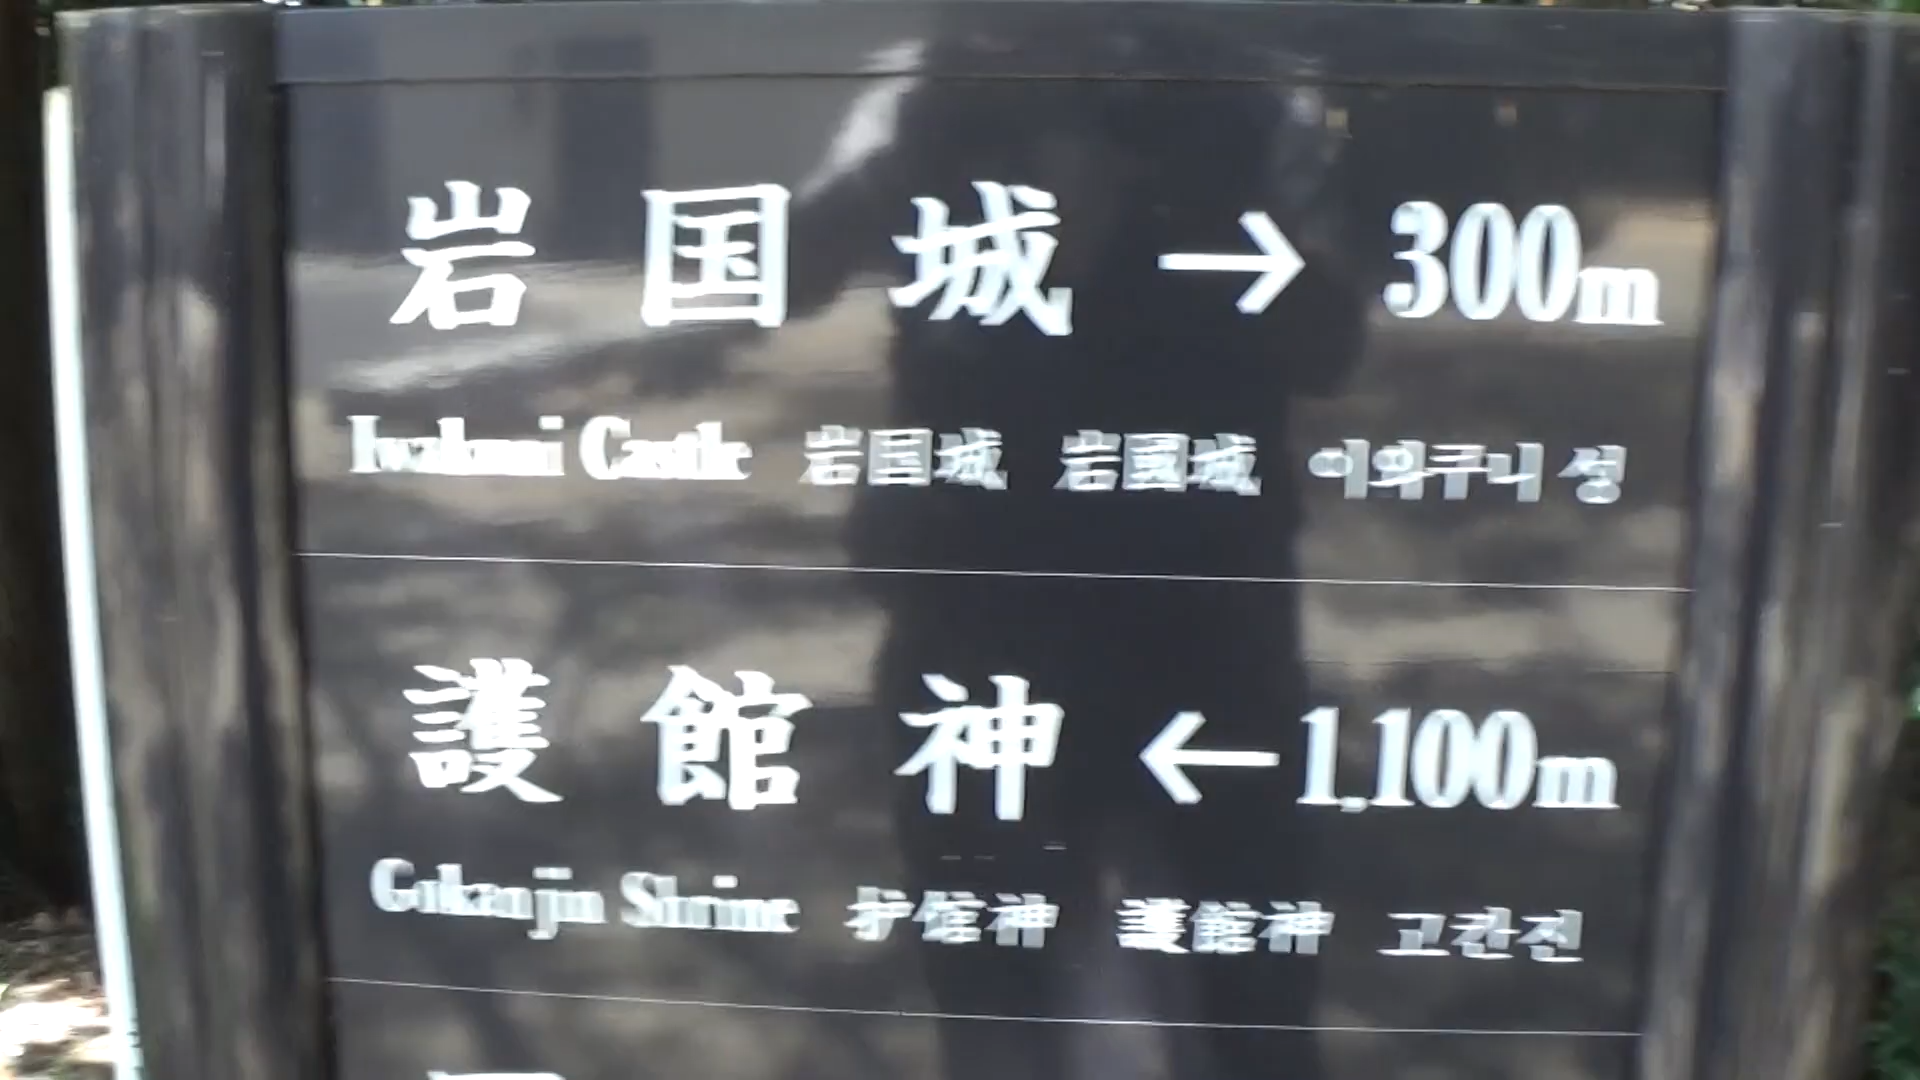 岩国城 → 300m
Iwakuni Castle 岩国城 岩國城 이와쿠니 성
護館神 ← 1,100m
Gokanjin Shrine 护馆神 護館神 고칸진